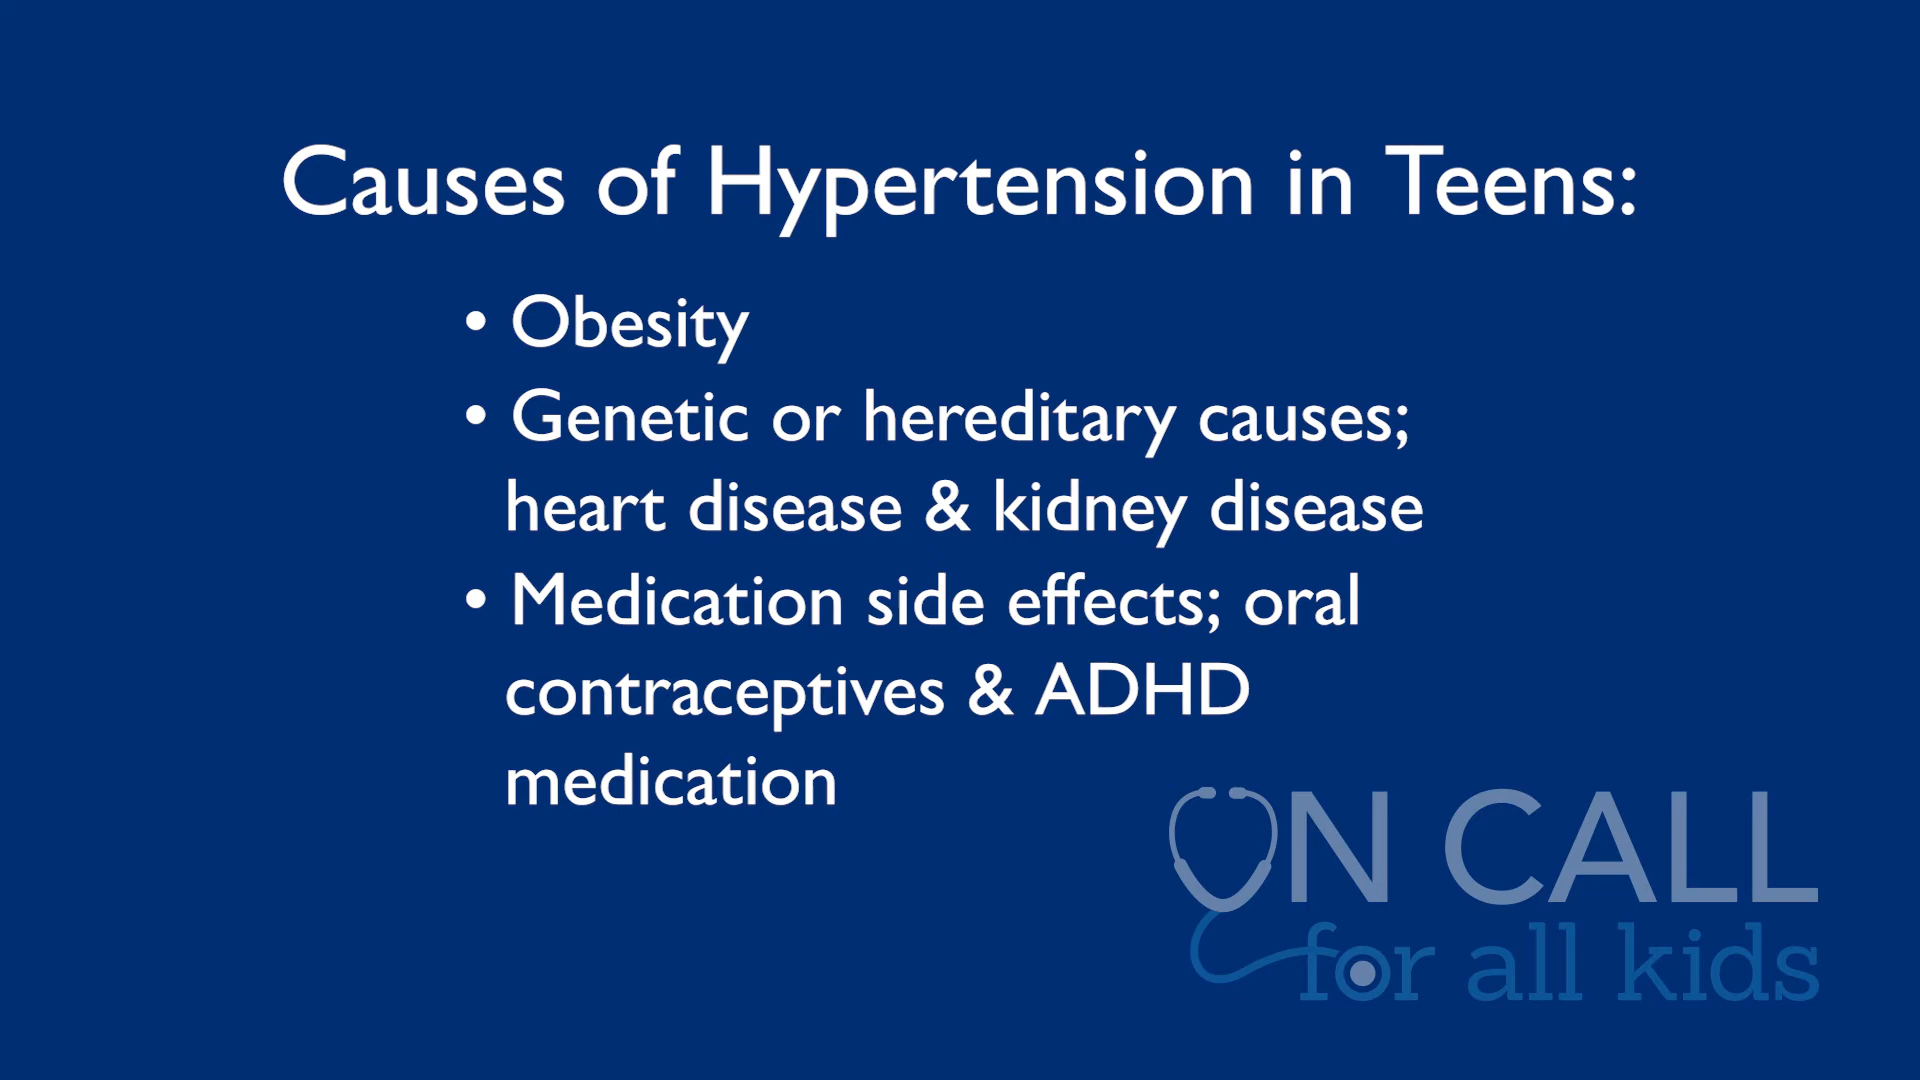 Causes of Hypertension in Teens:
• Obesity
• Genetic or hereditary causes;
heart disease & kidney disease
• Medication side effects; oral
contraceptives & ADHD
medication
ON CALL
for all kids